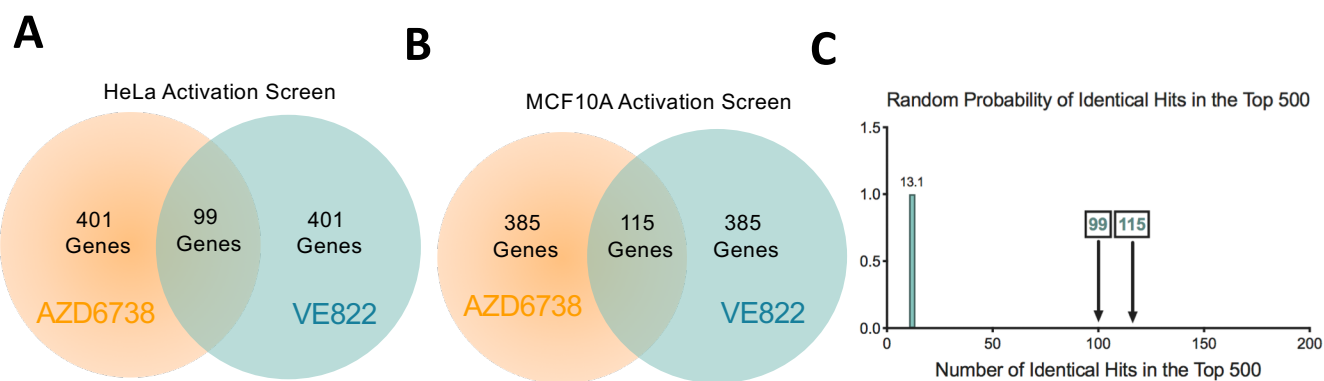 A
HeLa Activation Screen
401
Genes
99
Genes
401
Genes
AZD6738
VE822
B
MCF10A Activation Screen
385
Genes
115
Genes
385
Genes
AZD6738
VE822
C
Random Probability of Identical Hits in the Top 500
1.5
1.0
0.5
0.0
13.1
99
115
0
50
100
150
200
Number of Identical Hits in the Top 500